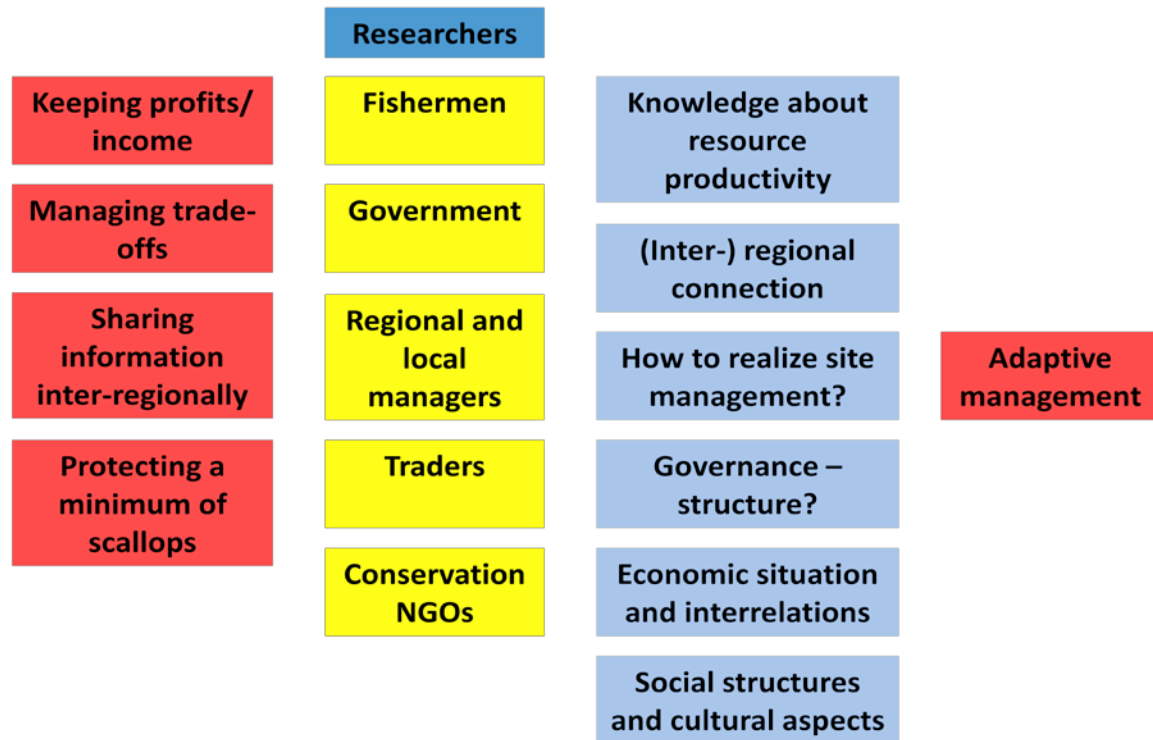 Researchers
Keeping profits/
income
Managing trade-
offs
Sharing
information
inter-regionally
Protecting a
minimum of
scallops
Fishermen
Government
Regional and
local
managers
Traders
Conservation
NGOs
Knowledge about
resource
productivity
(Inter-) regional
connection
How to realize site
management?
Governance –
structure?
Economic situation
and interrelations
Social structures
and cultural aspects
Adaptive
management